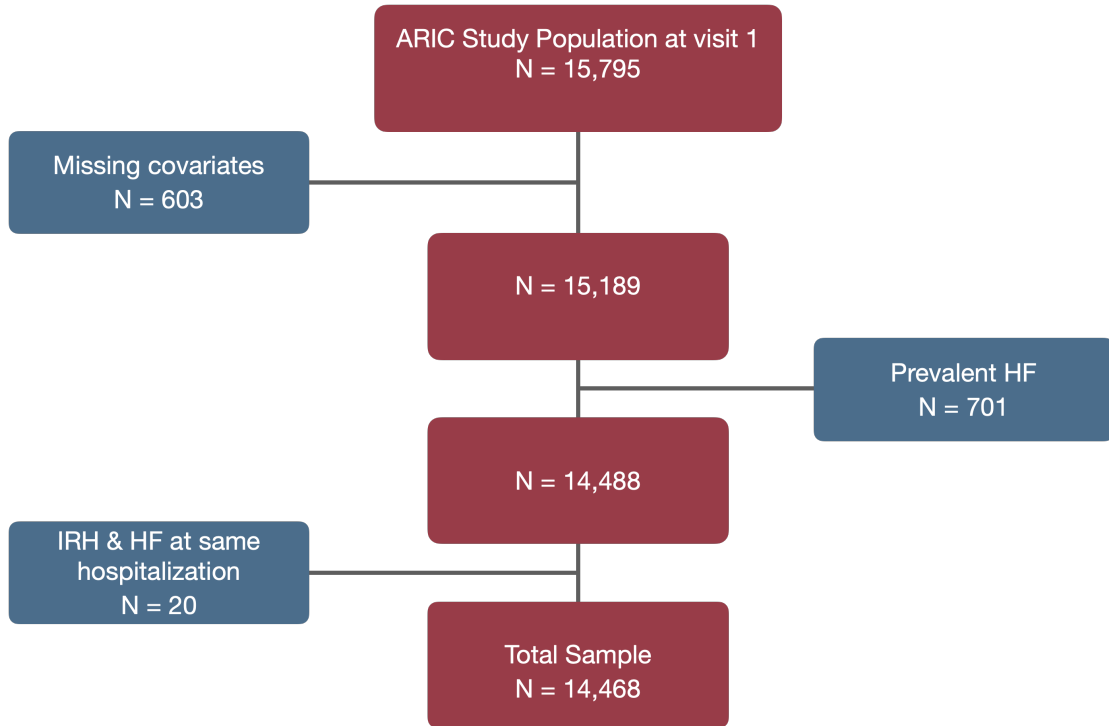 ARIC Study Population at visit 1
N = 15,795
Missing covariates
N = 603
N = 15,189
Prevalent HF
N = 701
N = 14,488
IRH & HF at same
hospitalization
N = 20
Total Sample
N = 14,468